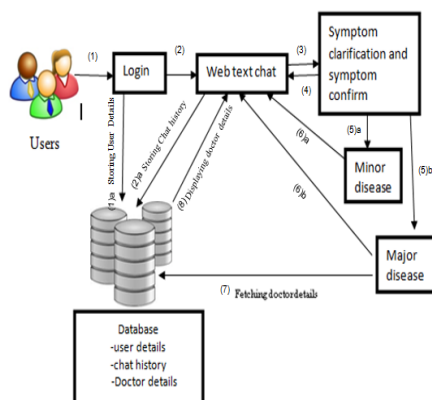 (1)
(2)
(3)
(4)
Login
Web text chat
Symptom
clarification and
symptom
confirm
Users
(1)a Storing User Details
(2)a Storing Chat history
(8)Displaying doctor details
(6)a
(5)a
(5)b
Minor
disease
(6)b
Major
disease
(7) Fetching doctordetails
Database
-user details
-chat history
-Doctor details